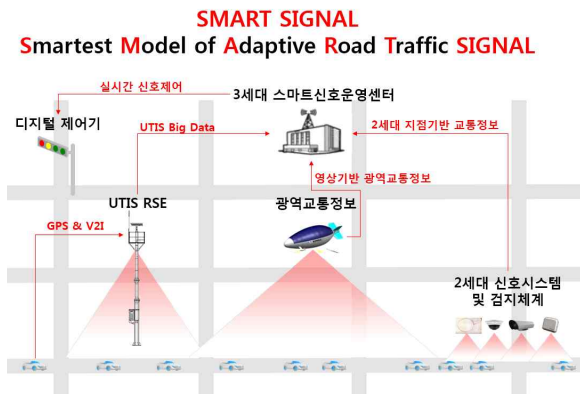 SMART SIGNAL
Smartest Model of Adaptive Road Traffic SIGNAL
실시간 신호제어
3세대 스마트신호운영센터
디지털 제어기
UTIS Big Data
2세대 지점기반 교통정보
영상기반 광역교통정보
UTIS RSE
광역교통정보
GPS & V2I
2세대 신호시스템
및 검지체계